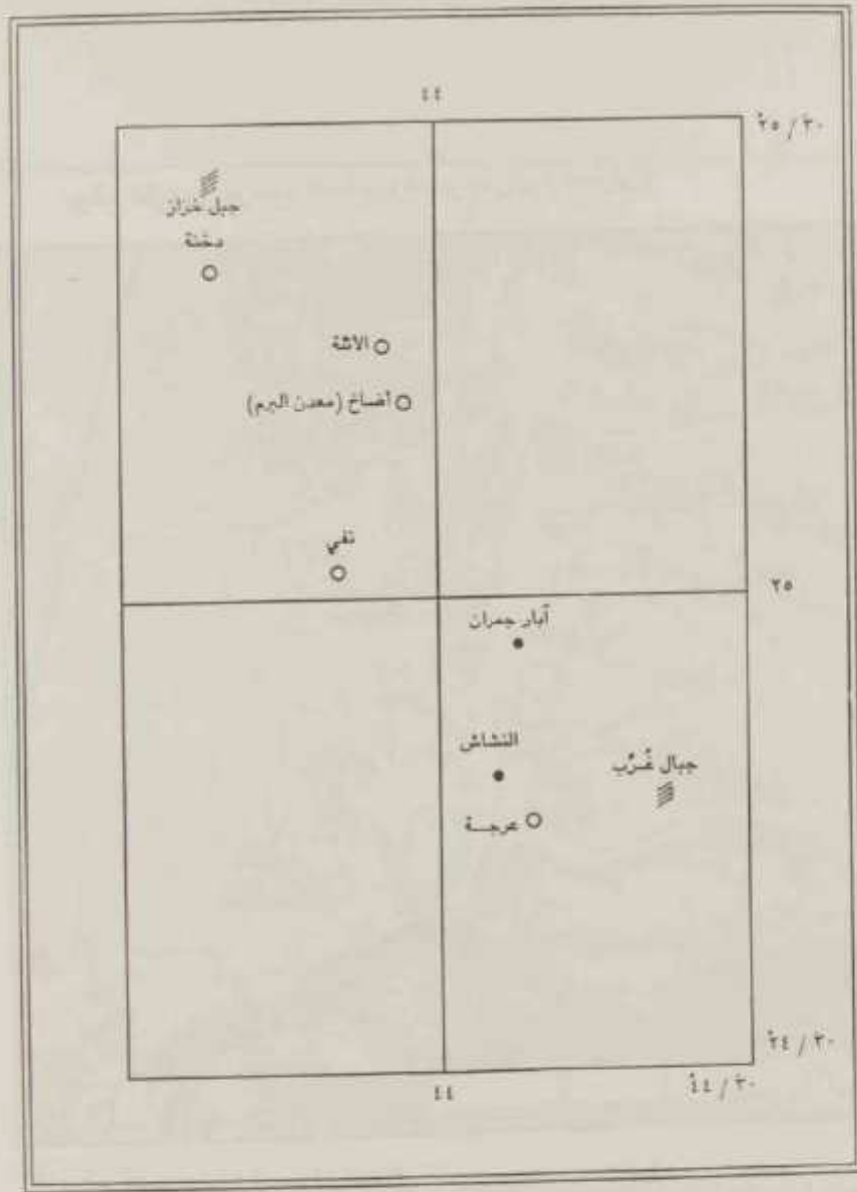 ٤٤
٢٥° / ٣٠
جبل خزاز
دخنة
الاثلة
أضاخ (معدن البرم)
نفي
٢٥
آبار جمران
النشاش
جبال غُرَّب
عرجة
٢٤° / ٣٠
٤٤° / ٣٠
٤٤